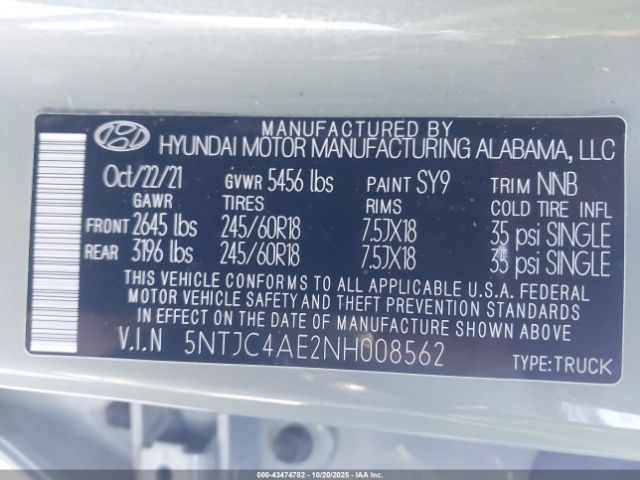 MANUFACTURED BY
HYUNDAI MOTOR MANUFACTURING ALABAMA, LLC
Oct/22/21 GVWR 5456 lbs PAINT SY9 TRIM NNB
GAWR TIRES RIMS COLD TIRE INFL
FRONT 2645 lbs 245/60R18 7.5JX18 35 psi SINGLE
REAR 3196 lbs 245/60R18 7.5JX18 35 psi SINGLE
THIS VEHICLE CONFORMS TO ALL APPLICABLE U.S.A. FEDERAL
MOTOR VEHICLE SAFETY AND THEFT PREVENTION STANDARDS
IN EFFECT ON THE DATE OF MANUFACTURE SHOWN ABOVE.
V.I.N 5NTJC4AE2NH008562 TYPE:TRUCK
000-43474782 - 10/20/2025 - © IAA, Inc.